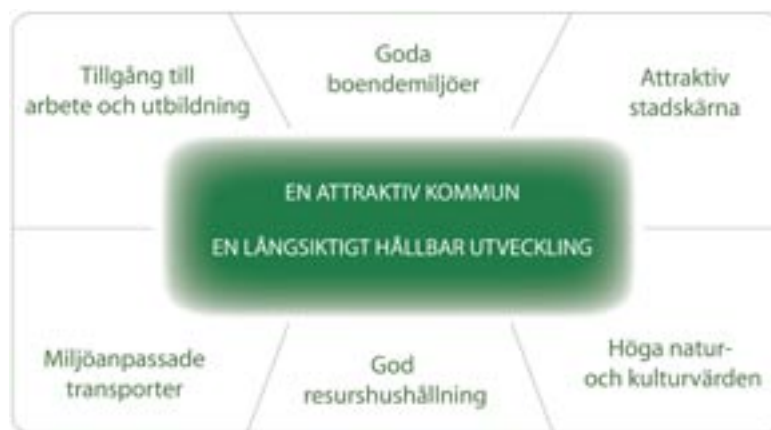 Tillgång till
arbete och utbildning
Goda
boendemiljöer
Attraktiv
stadskärna
EN ATTRAKTIV KOMMUN
EN LÅNGSIKTIGT HÅLLBAR UTVECKLING
Miljöanpassade
transporter
God
resurshushållning
Höga natur-
och kulturvärden